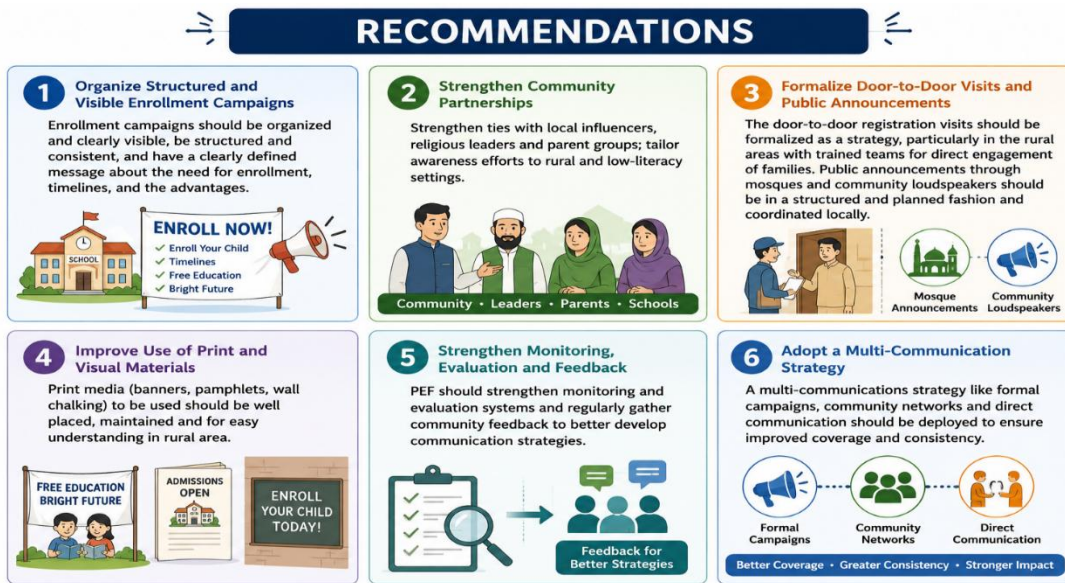 RECOMMENDATIONS
1
Organize Structured and
Visible Enrollment Campaigns
Enrollment campaigns should be organized
and clearly visible, be structured and
consistent, and have a clearly defined
message about the need for enrollment,
timelines, and the advantages.
SCHOOL
ENROLL NOW!
✓ Enroll Your Child
✓ Timelines
✓ Free Education
✓ Bright Future
2
Strengthen Community
Partnerships
Strengthen ties with local influencers,
religious leaders and parent groups; tailor
awareness efforts to rural and low-literacy
settings.
Community • Leaders • Parents • Schools
3
Formalize Door-to-Door Visits and
Public Announcements
The door-to-door registration visits should be
formalized as a strategy, particularly in the rural
areas with trained teams for direct engagement
of families. Public announcements through
mosques and community loudspeakers should
be in a structured and planned fashion and
coordinated locally.
Mosque
Announcements
Community
Loudspeakers
4
Improve Use of Print and
Visual Materials
Print media (banners, pamphlets, wall
chalking) to be used should be well
placed, maintained and for easy
understanding in rural area.
FREE EDUCATION
BRIGHT FUTURE
ADMISSIONS
OPEN
ENROLL
YOUR CHILD
TODAY!
5
Strengthen Monitoring,
Evaluation and Feedback
PEF should strengthen monitoring and
evaluation systems and regularly gather
community feedback to better develop
communication strategies.
Feedback for
Better Strategies
6
Adopt a Multi-Communication
Strategy
A multi-communications strategy like formal
campaigns, community networks and direct
communication should be deployed to ensure
improved coverage and consistency.
Formal
Campaigns
Community
Networks
Direct
Communication
Better Coverage • Greater Consistency • Stronger Impact